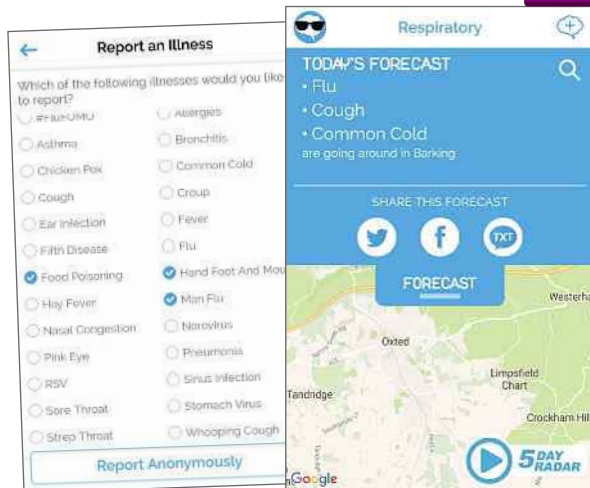 Report an Illness
Which of the following illnesses would you like
to report?
#FluFOMO
Allergies
Asthma
Bronchitis
Chicken Pox
Common Cold
Cough
Croup
Ear Infection
Fever
Fifth Disease
Flu
Food Poisoning
Hand Foot And Mou
Hay Fever
Man Flu
Nasal Congestion
Norovirus
Pink Eye
Pneumonia
RSV
Sinus Infection
Sore Throat
Stomach Virus
Strep Throat
Whooping Cough
Report Anonymously
Respiratory
TODAY'S FORECAST
• Flu
• Cough
• Common Cold
are going around in Barking
SHARE THIS FORECAST
TXT
FORECAST
Westerha
Oxted
Limpsfield
Chart
Tandridge
Crockham Hill
5 DAY
RADAR
Google